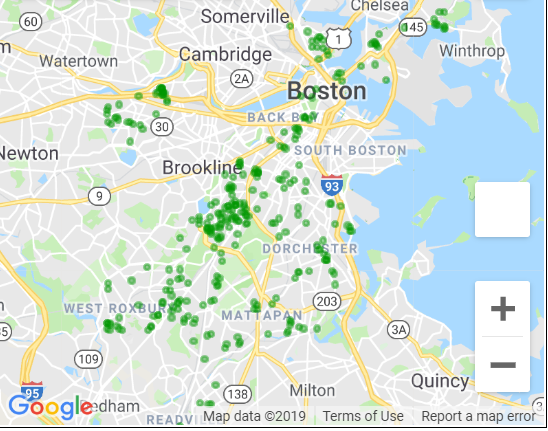 Chelsea
60
Somerville
1
145
Cambridge
Winthrop
Watertown
2A
Boston
BACK BAY
30
SOUTH BOSTON
Newton
Brookline
93
9
DORCHESTER
WEST ROXBURY
203
+
MATTAPAN
3A
109
−
95
138
Milton
Quincy
Google
edham
READVILLE
Map data ©2019 Terms of Use Report a map error